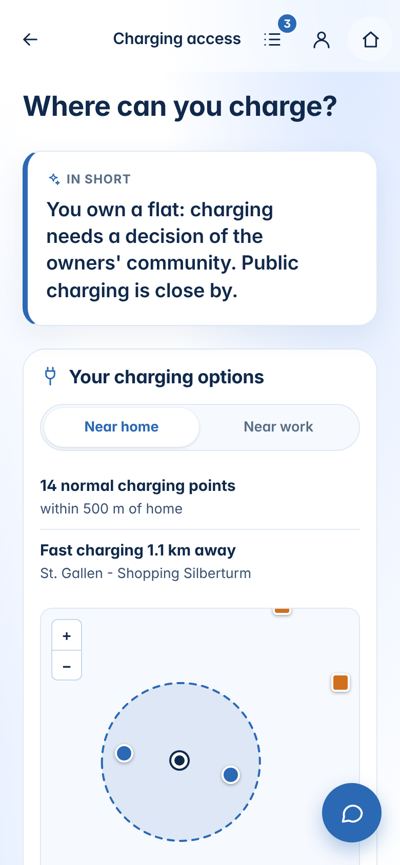 Charging access
3
Where can you charge?
IN SHORT
You own a flat: charging
needs a decision of the
owners' community. Public
charging is close by.
Your charging options
Near home
Near work
14 normal charging points
within 500 m of home
Fast charging 1.1 km away
St. Gallen - Shopping Silberturm
+
−